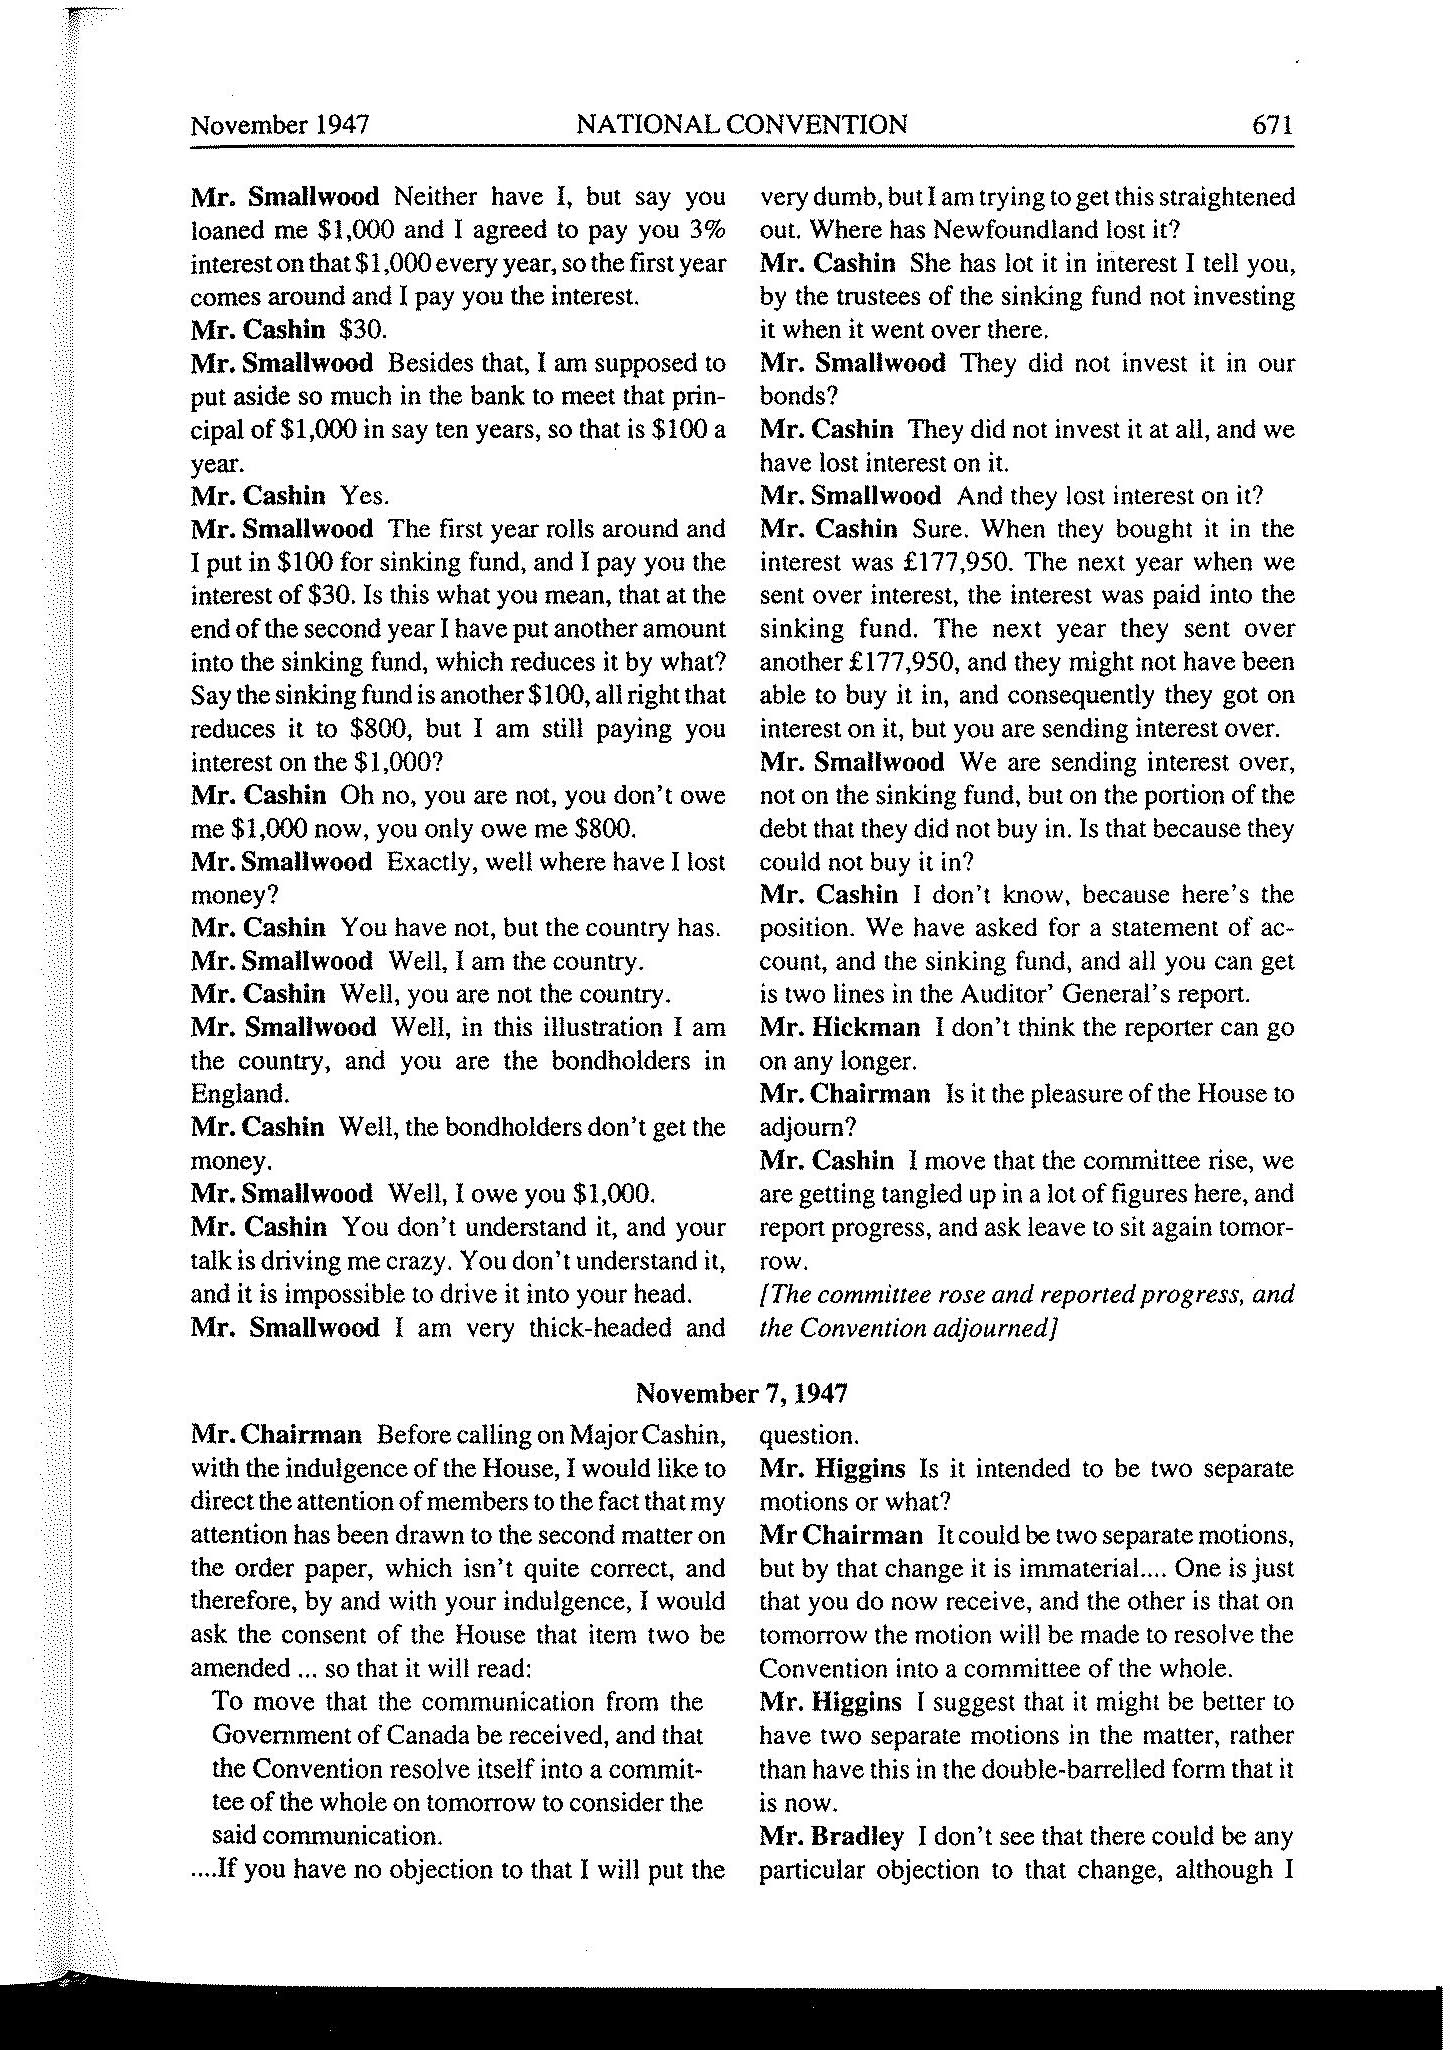 November 1947 NATIONAL CONVENTION 671
Mr. Smallwood Neither have I, but say you
loaned me $1,000 and I agreed to pay you 3%
interest on that $1,000 every year, so the first year
comes around and I pay you the interest.
Mr. Cashin $30.
Mr. Smallwood Besides that, I am supposed to
put aside so much in the bank to meet that prin-
cipal of $1,000 in say ten years, so that is $100 a
year.
Mr. Cashin Yes.
Mr. Smallwood The first year rolls around and
I put in $100 for sinking fund, and I pay you the
interest of $30. Is this what you mean, that at the
end of the second year I have put another amount
into the sinking fund, which reduces it by what?
Say the sinking fund is another $100, all right that
reduces it to $800, but I am still paying you
interest on the $1,000?
Mr. Cashin Oh no, you are not, you don't owe
me $1,000 now, you only owe me $800.
Mr. Smallwood Exactly, well where have I lost
money?
Mr. Cashin You have not, but the country has.
Mr. Smallwood Well, I am the country.
Mr. Cashin Well, you are not the country.
Mr. Smallwood Well, in this illustration I am
the country, and you are the bondholders in
England.
Mr. Cashin Well, the bondholders don't get the
money.
Mr. Smallwood Well, I owe you $1,000.
Mr. Cashin You don't understand it, and your
talk is driving me crazy. You don't understand it,
and it is impossible to drive it into your head.
Mr. Smallwood I am very thick-headed and
very dumb, but I am trying to get this straightened
out. Where has Newfoundland lost it?
Mr. Cashin She has lot it in interest I tell you,
by the trustees of the sinking fund not investing
it when it went over there.
Mr. Smallwood They did not invest it in our
bonds?
Mr. Cashin They did not invest it at all, and we
have lost interest on it.
Mr. Smallwood And they lost interest on it?
Mr. Cashin Sure. When they bought it in the
interest was £177,950. The next year when we
sent over interest, the interest was paid into the
sinking fund. The next year they sent over
another £177,950, and they might not have been
able to buy it in, and consequently they got on
interest on it, but you are sending interest over.
Mr. Smallwood We are sending interest over,
not on the sinking fund, but on the portion of the
debt that they did not buy in. Is that because they
could not buy it in?
Mr. Cashin I don't know, because here's the
position. We have asked for a statement of ac-
count, and the sinking fund, and all you can get
is two lines in the Auditor' General's report.
Mr. Hickman I don't think the reporter can go
on any longer.
Mr. Chairman Is it the pleasure of the House to
adjourn?
Mr. Cashin I move that the committee rise, we
are getting tangled up in a lot of figures here, and
report progress, and ask leave to sit again tomor-
row.
[The committee rose and reported progress, and
the Convention adjourned]
November 7, 1947
Mr. Chairman Before calling on Major Cashin,
with the indulgence of the House, I would like to
direct the attention of members to the fact that my
attention has been drawn to the second matter on
the order paper, which isn't quite correct, and
therefore, by and with your indulgence, I would
ask the consent of the House that item two be
amended ... so that it will read:
To move that the communication from the
Government of Canada be received, and that
the Convention resolve itself into a commit-
tee of the whole on tomorrow to consider the
said communication.
....If you have no objection to that I will put the
question.
Mr. Higgins Is it intended to be two separate
motions or what?
Mr Chairman It could be two separate motions,
but by that change it is immaterial.... One is just
that you do now receive, and the other is that on
tomorrow the motion will be made to resolve the
Convention into a committee of the whole.
Mr. Higgins I suggest that it might be better to
have two separate motions in the matter, rather
than have this in the double-barrelled form that it
is now.
Mr. Bradley I don't see that there could be any
particular objection to that change, although I